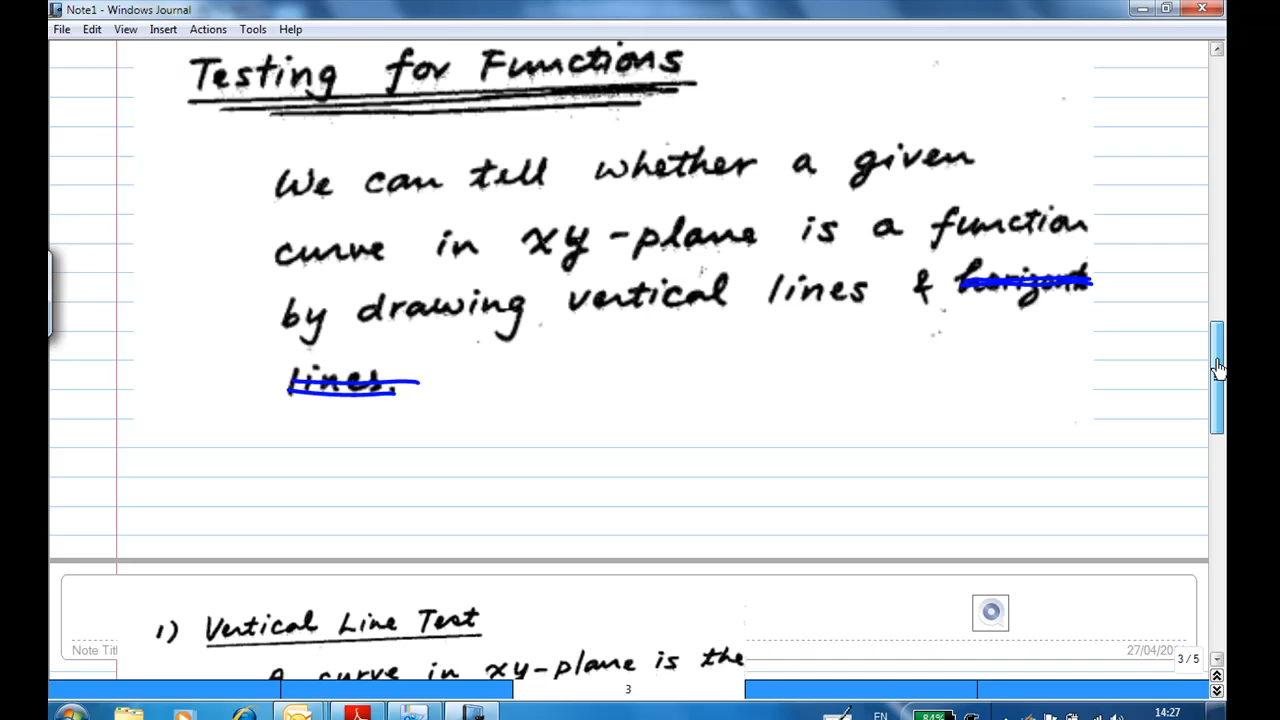 Note1 - Windows Journal
File Edit View Insert Actions Tools Help
Testing for Functions
We can tell whether a given
curve in xy-plane is a function
by drawing vertical lines &
lines.
1) Vertical Line Test
Note Titl
27/04/20
A curve in xy-plane is the
3 / 5
3
EN
84%
14:27